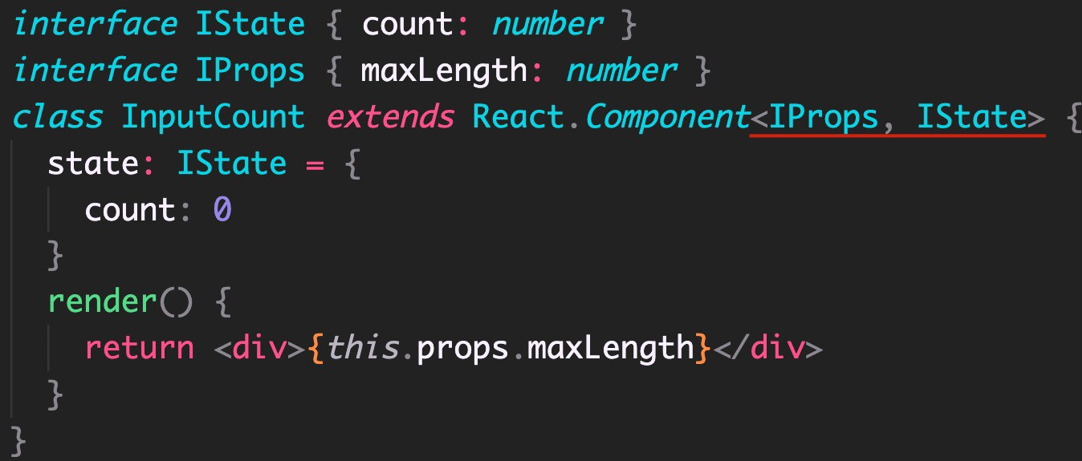 interface IState { count: number }
interface IProps { maxLength: number }
class InputCount extends React.Component<IProps, IState> {
  state: IState = {
    count: 0
  }
  render() {
    return <div>{this.props.maxLength}</div>
  }
}